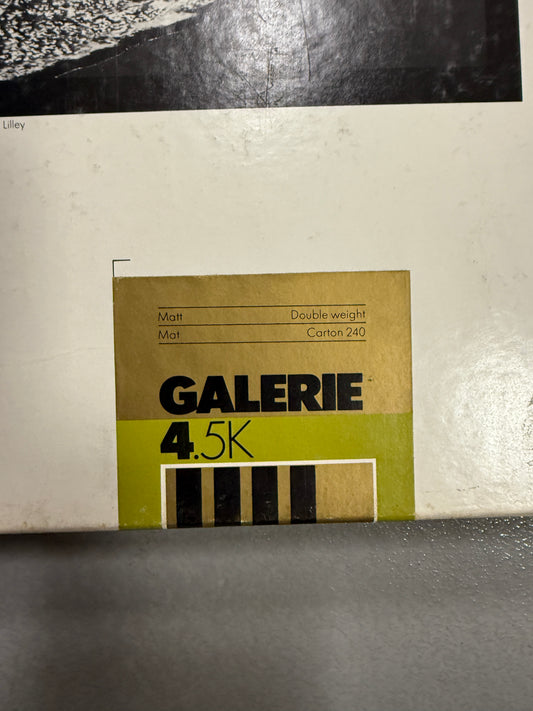 Lilley
Matt Double weight
Mat Carton 240
GALERIE
4.5K